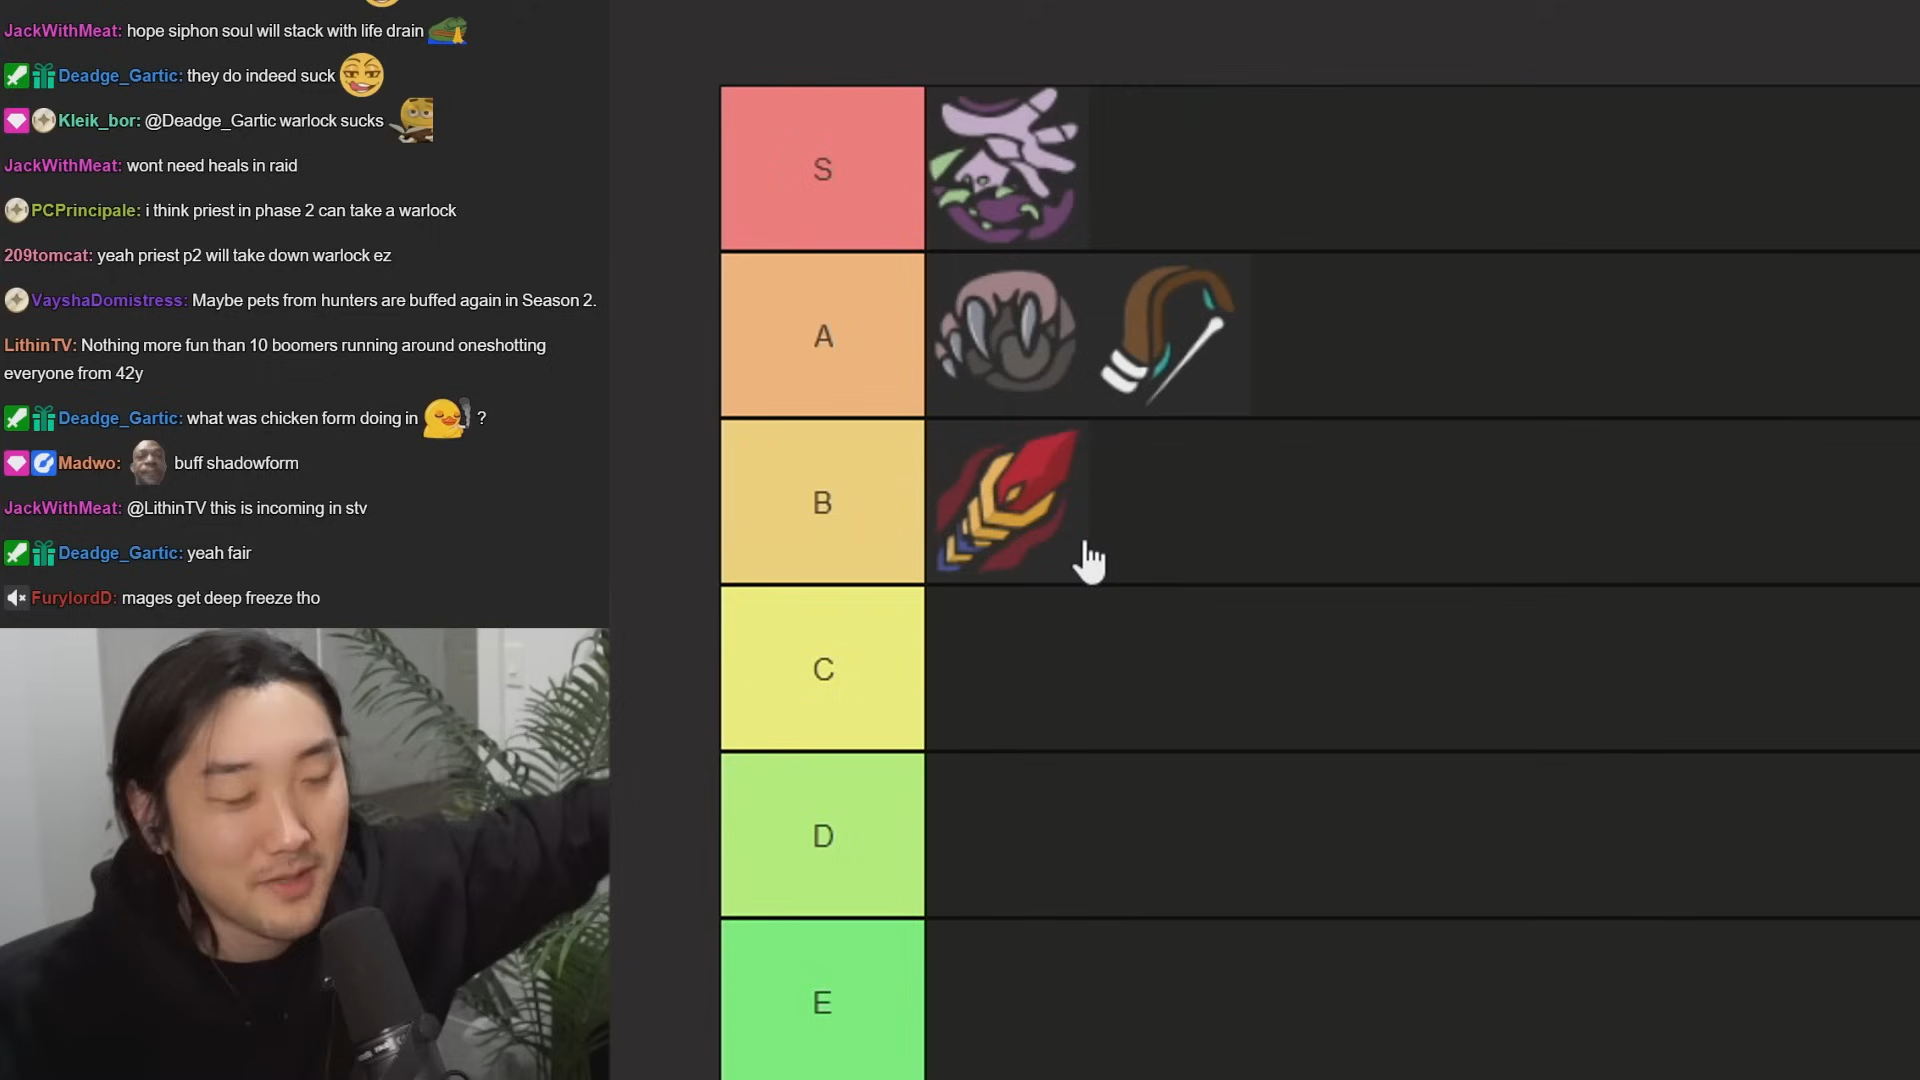 JackWithMeat: hope siphon soul will stack with life drain
Deadge_Gartic: they do indeed suck
Kleik_bor: @Deadge_Gartic warlock sucks
JackWithMeat: wont need heals in raid
PCPrincipale: i think priest in phase 2 can take a warlock
209tomcat: yeah priest p2 will take down warlock ez
VayshaDomistress: Maybe pets from hunters are buffed again in Season 2.
LithinTV: Nothing more fun than 10 boomers running around oneshotting
everyone from 42y
Deadge_Gartic: what was chicken form doing in ?
Madwo: buff shadowform
JackWithMeat: @LithinTV this is incoming in stv
Deadge_Gartic: yeah fair
FurylordD: mages get deep freeze tho
S
A
B
C
D
E